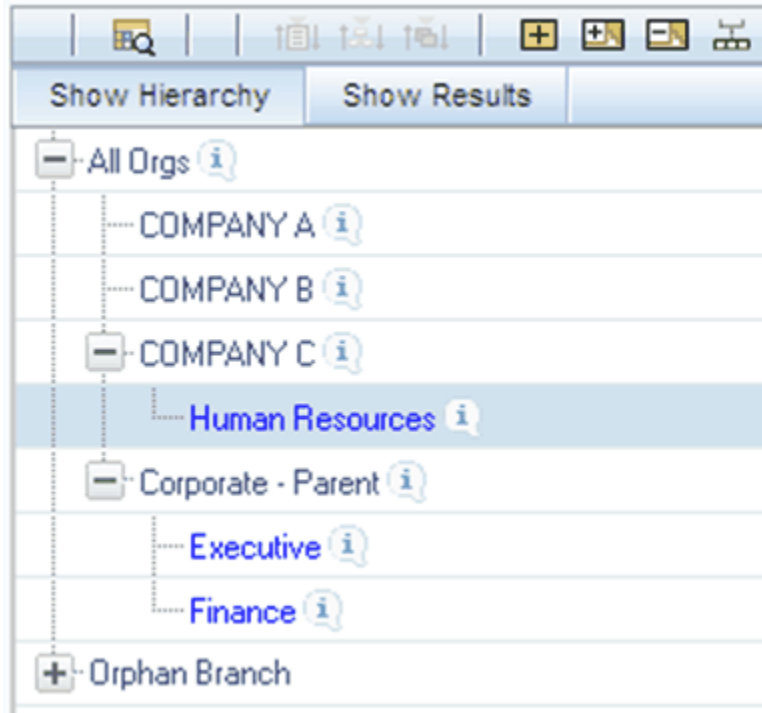 Show Hierarchy Show Results
All Orgs
COMPANY A
COMPANY B
COMPANY C
Human Resources
Corporate - Parent
Executive
Finance
Orphan Branch